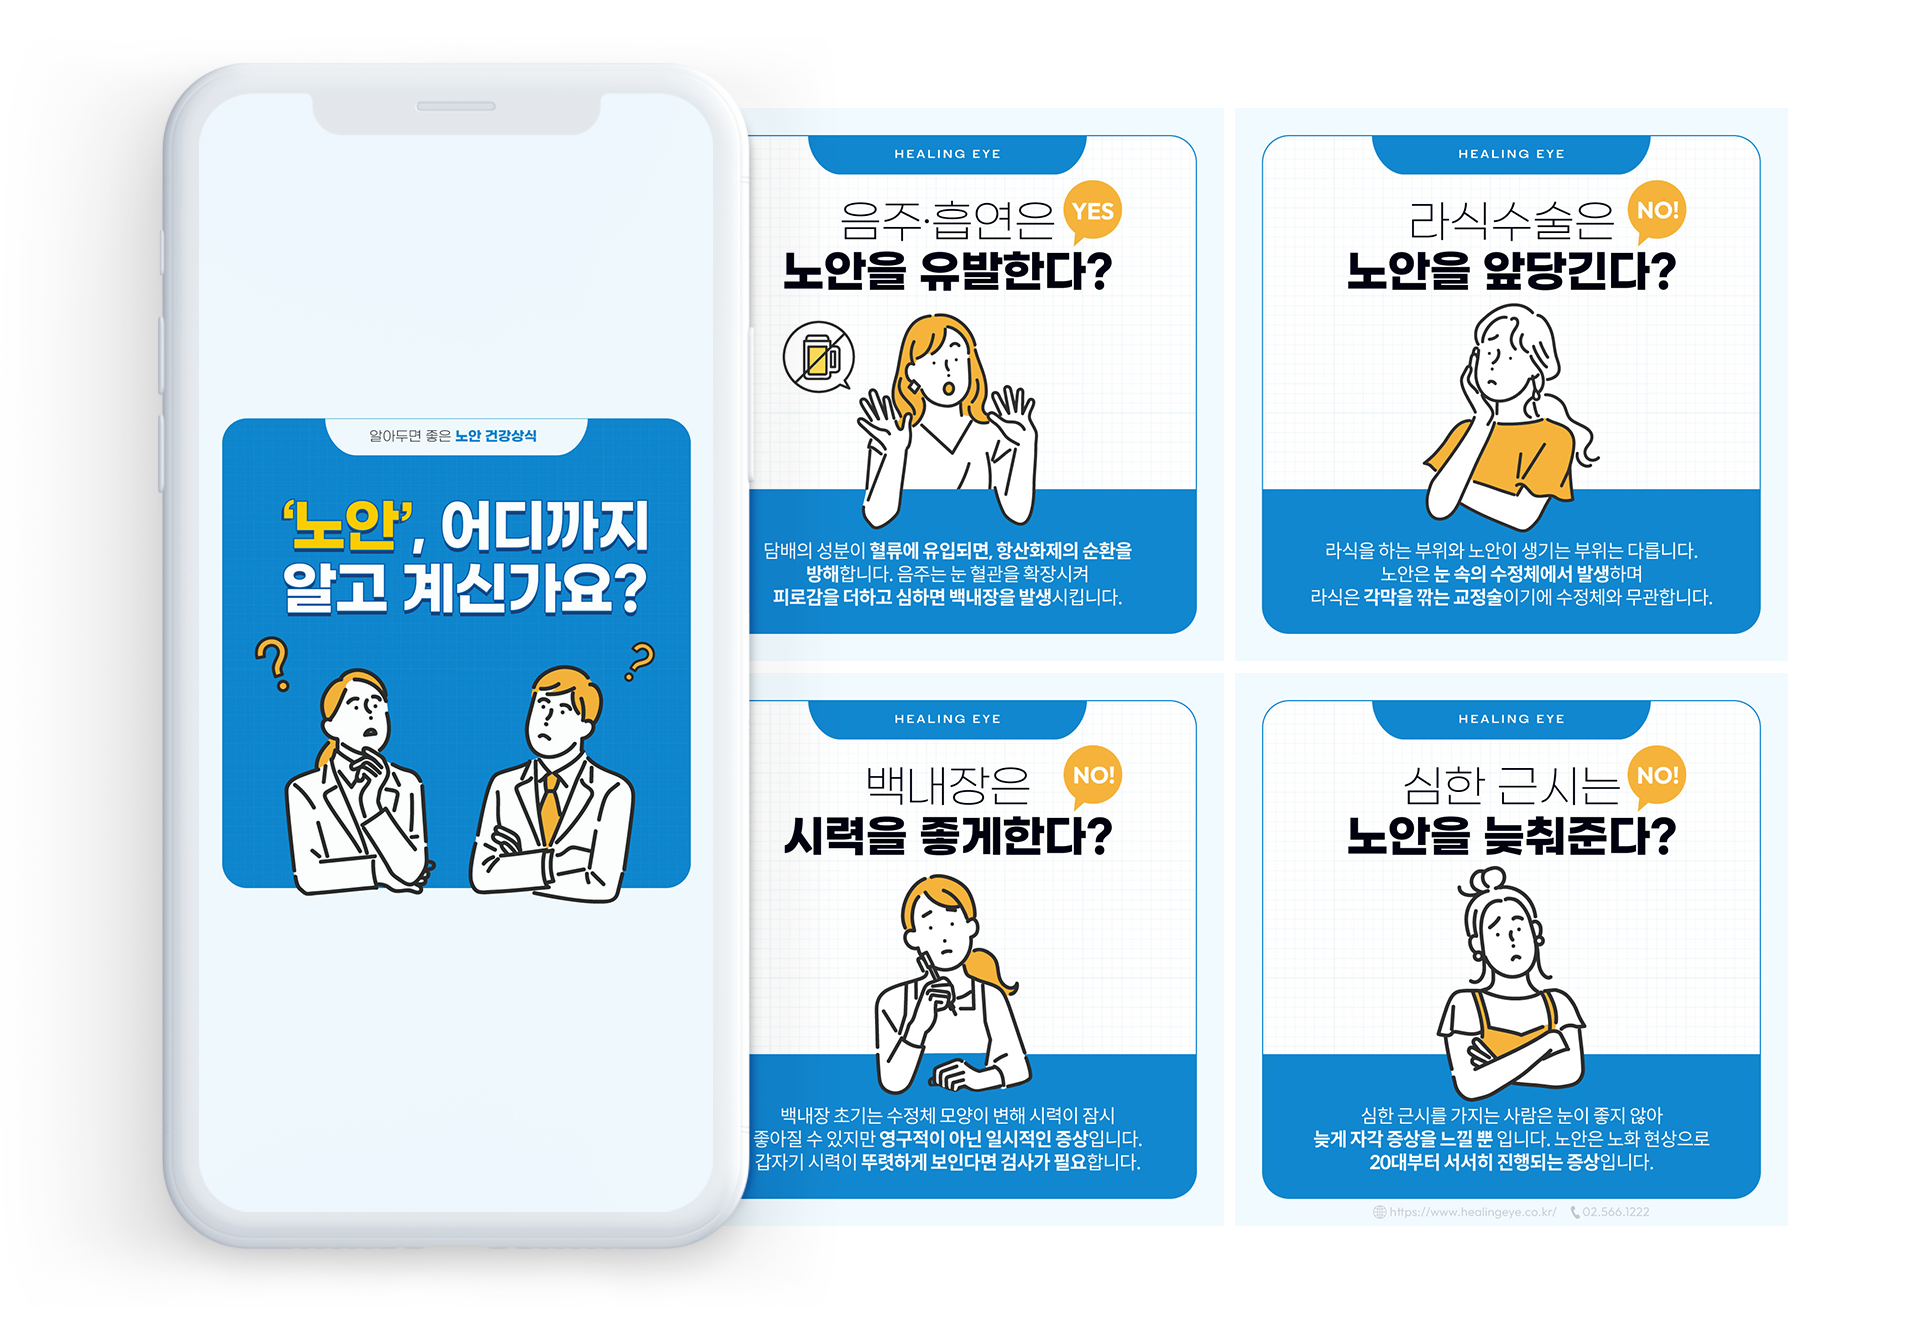 알아두면 좋은 노안 건강상식
‘노안’, 어디까지
알고 계신가요?
?
?
HEALING EYE
음주·흡연은
YES
노안을 유발한다?
담배의 성분이 혈류에 유입되면, 항산화제의 순환을
방해합니다. 음주는 눈 혈관을 확장시켜
피로감을 더하고 심하면 백내장을 발생시킵니다.
HEALING EYE
라식수술은
NO!
노안을 앞당긴다?
라식을 하는 부위와 노안이 생기는 부위는 다릅니다.
노안은 눈 속의 수정체에서 발생하며
라식은 각막을 깎는 교정술이기에 수정체와 무관합니다.
HEALING EYE
백내장은
NO!
시력을 좋게한다?
백내장 초기는 수정체 모양이 변해 시력이 잠시
좋아질 수 있지만 영구적이 아닌 일시적인 증상입니다.
갑자기 시력이 뚜렷하게 보인다면 검사가 필요합니다.
HEALING EYE
심한 근시는
NO!
노안을 늦춰준다?
심한 근시를 가지는 사람은 눈이 좋지 않아
늦게 자각 증상을 느낄 뿐 입니다. 노안은 노화 현상으로
20대부터 서서히 진행되는 증상입니다.
https://www.healingeye.co.kr/ 02.566.1222